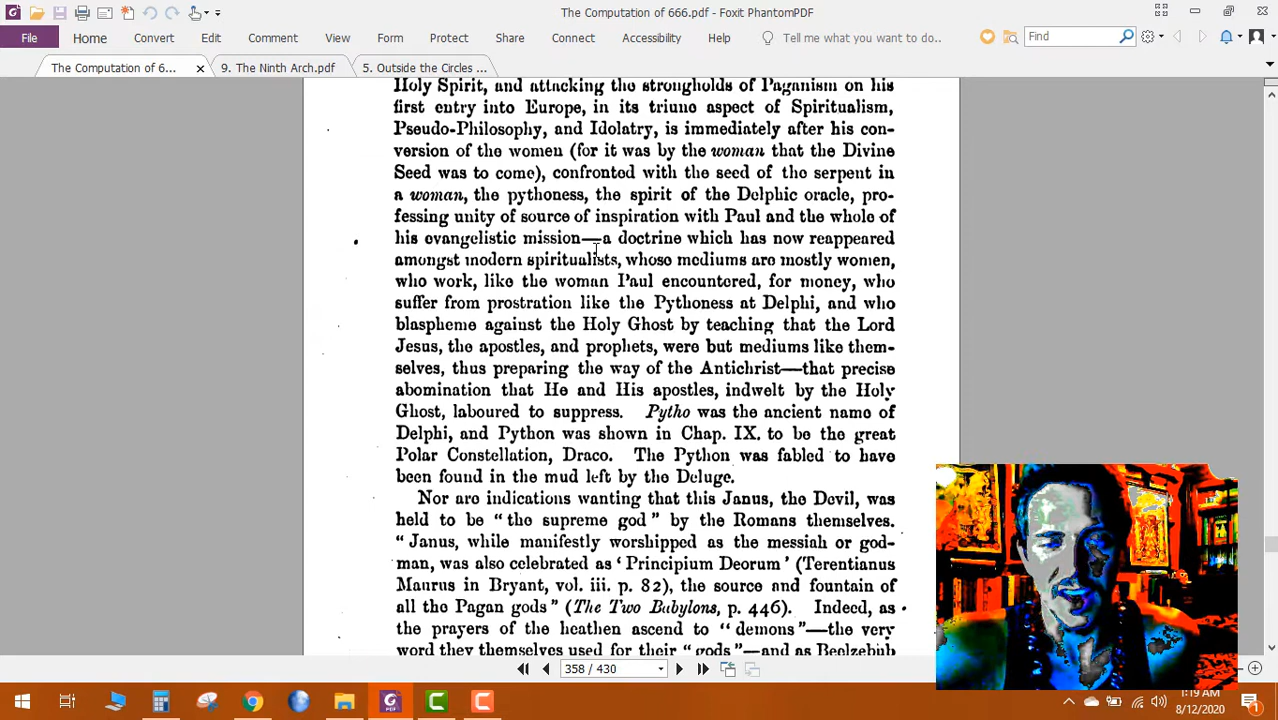 The Computation of 666.pdf - Foxit PhantomPDF
File Home Convert Edit Comment View Form Protect Share Connect Accessibility Help Tell me what you want to do.. Find
The Computation of 6... 9. The Ninth Arch.pdf 5. Outside the Circles ...
Holy Spirit, and attacking the strongholds of Paganism on his
first entry into Europe, in its triune aspect of Spiritualism,
Pseudo-Philosophy, and Idolatry, is immediately after his con-
version of the women (for it was by the woman that the Divine
Seed was to come), confronted with the seed of the serpent in
a woman, the pythoness, the spirit of the Delphic oracle, pro-
fessing unity of source of inspiration with Paul and the whole of
his evangelistic mission—a doctrine which has now reappeared
amongst modern spiritualists, whose mediums are mostly women,
who work, like the woman Paul encountered, for money, who
suffer from prostration like the Pythoness at Delphi, and who
blaspheme against the Holy Ghost by teaching that the Lord
Jesus, the apostles, and prophets, were but mediums like them-
selves, thus preparing the way of the Antichrist—that precise
abomination that He and His apostles, indwelt by the Holy
Ghost, laboured to suppress. Pytho was the ancient name of
Delphi, and Python was shown in Chap. IX. to be the great
Polar Constellation, Draco. The Python was fabled to have
been found in the mud left by the Deluge.
Nor are indications wanting that this Janus, the Devil, was
held to be "the supreme god" by the Romans themselves.
"Janus, while manifestly worshipped as the messiah or god-
man, was also celebrated as 'Principium Deorum' (Terentianus
Maurus in Bryant, vol. iii. p. 82), the source and fountain of
all the Pagan gods" (The Two Babylons, p. 446). Indeed, as
the prayers of the heathen ascend to "demons"—the very
word they themselves used for their "gods"—and as Beelzebub
358 / 430
1:19 AM
8/12/2020